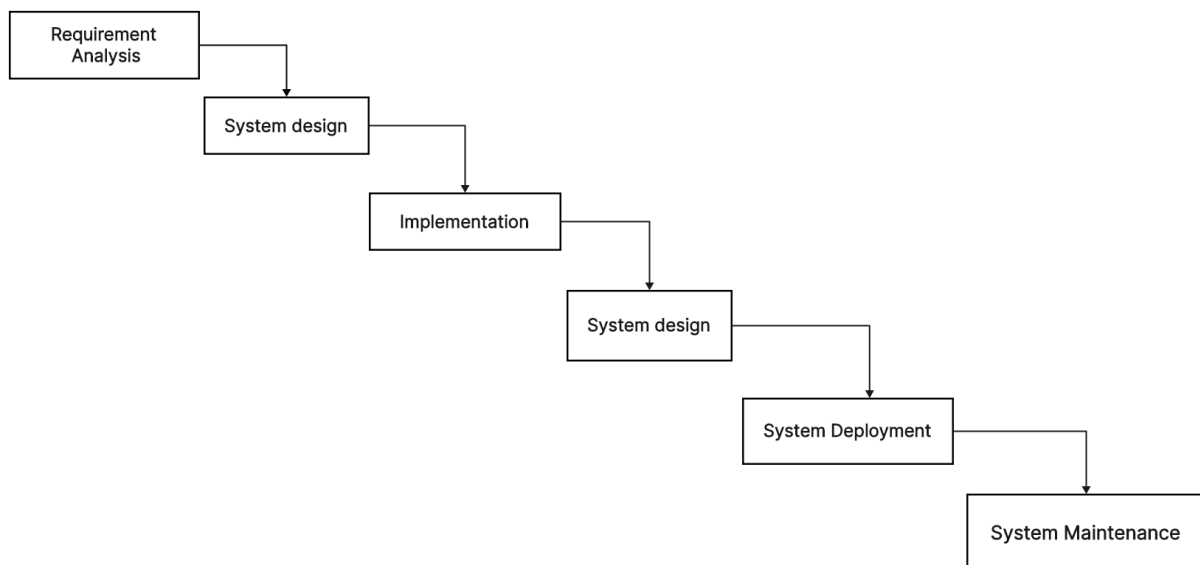 Requirement
Analysis
System design
Implementation
System design
System Deployment
System Maintenance